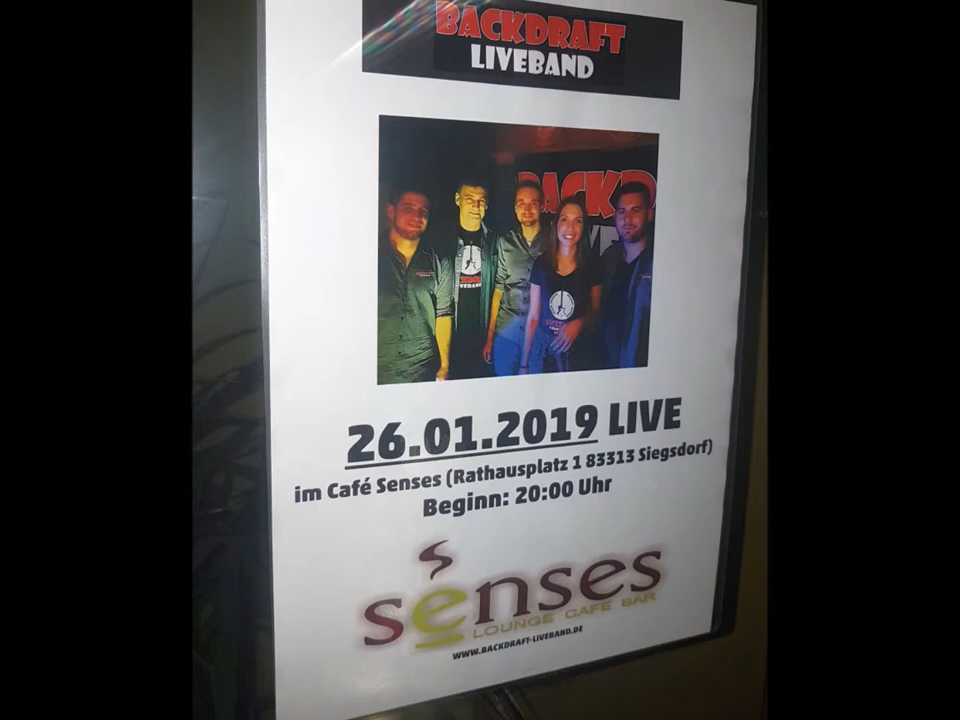 BACKDRAFT
LIVEBAND
BACKD
26.01.2019 LIVE
im Café Senses (Rathausplatz 1 83313 Siegsdorf)
Beginn: 20:00 Uhr
senses
LOUNGE CAFE BAR
WWW.BACKDRAFT-LIVEBAND.DE